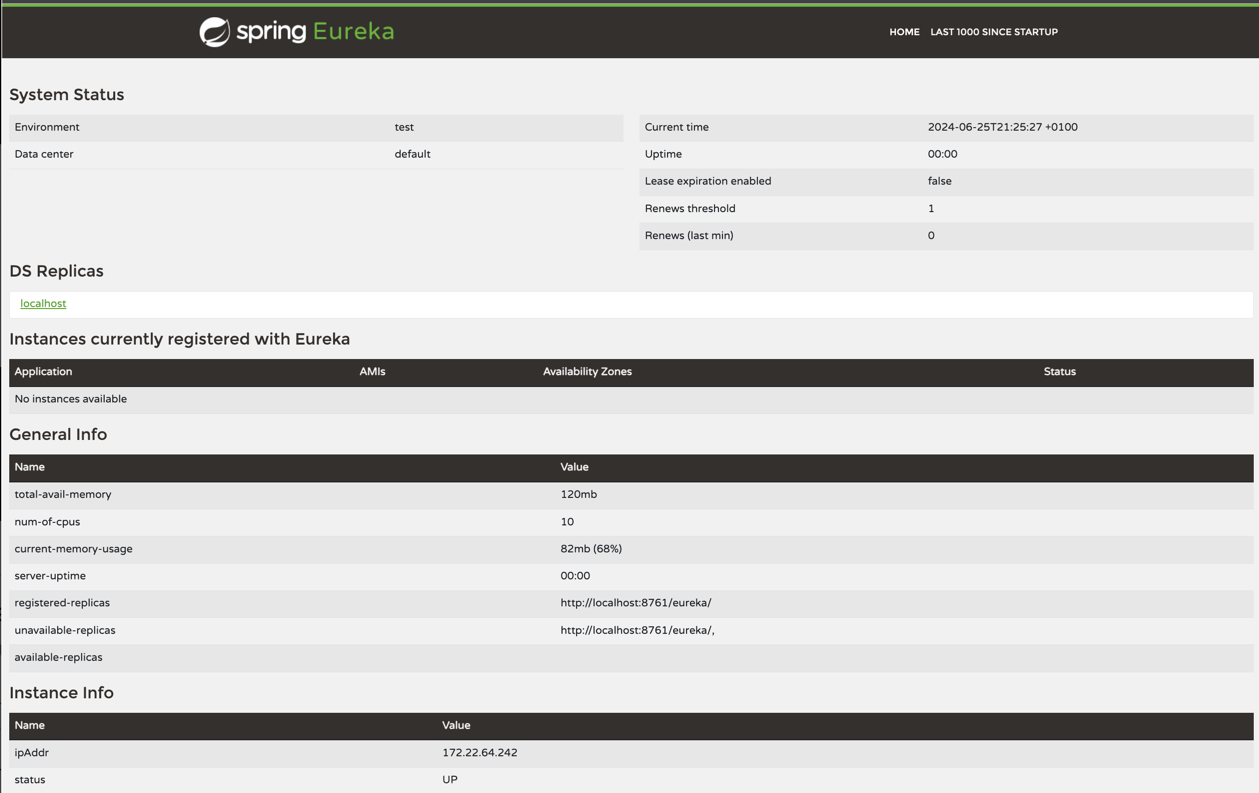 spring Eureka
HOME LAST 1000 SINCE STARTUP
System Status
Environment test
Data center default
Current time 2024-06-25T21:25:27 +0100
Uptime 00:00
Lease expiration enabled false
Renews threshold 1
Renews (last min) 0
DS Replicas
localhost
Instances currently registered with Eureka
Application AMIs Availability Zones Status
No instances available
General Info
Name Value
total-avail-memory 120mb
num-of-cpus 10
current-memory-usage 82mb (68%)
server-uptime 00:00
registered-replicas http://localhost:8761/eureka/
unavailable-replicas http://localhost:8761/eureka/,
available-replicas
Instance Info
Name Value
ipAddr 172.22.64.242
status UP